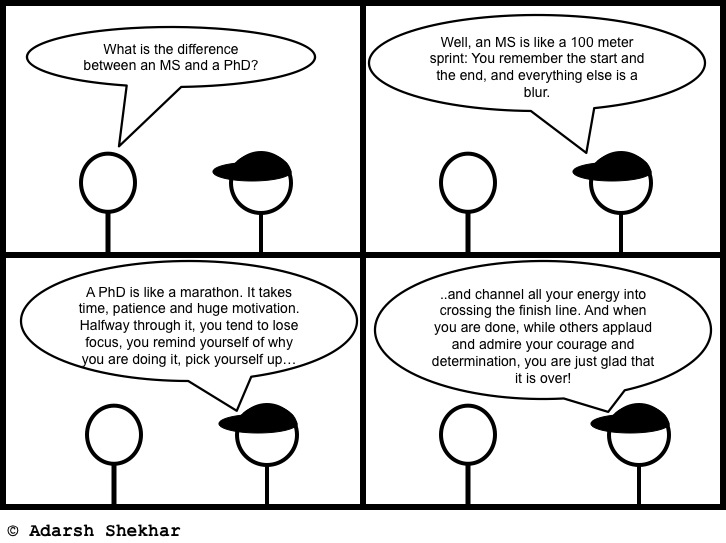 What is the difference
between an MS and a PhD?
Well, an MS is like a 100 meter
sprint: You remember the start and
the end, and everything else is a
blur.
A PhD is like a marathon. It takes
time, patience and huge motivation.
Halfway through it, you tend to lose
focus, you remind yourself of why
you are doing it, pick yourself up…
..and channel all your energy into
crossing the finish line. And when
you are done, while others applaud
and admire your courage and
determination, you are just glad that
it is over!
© Adarsh Shekhar